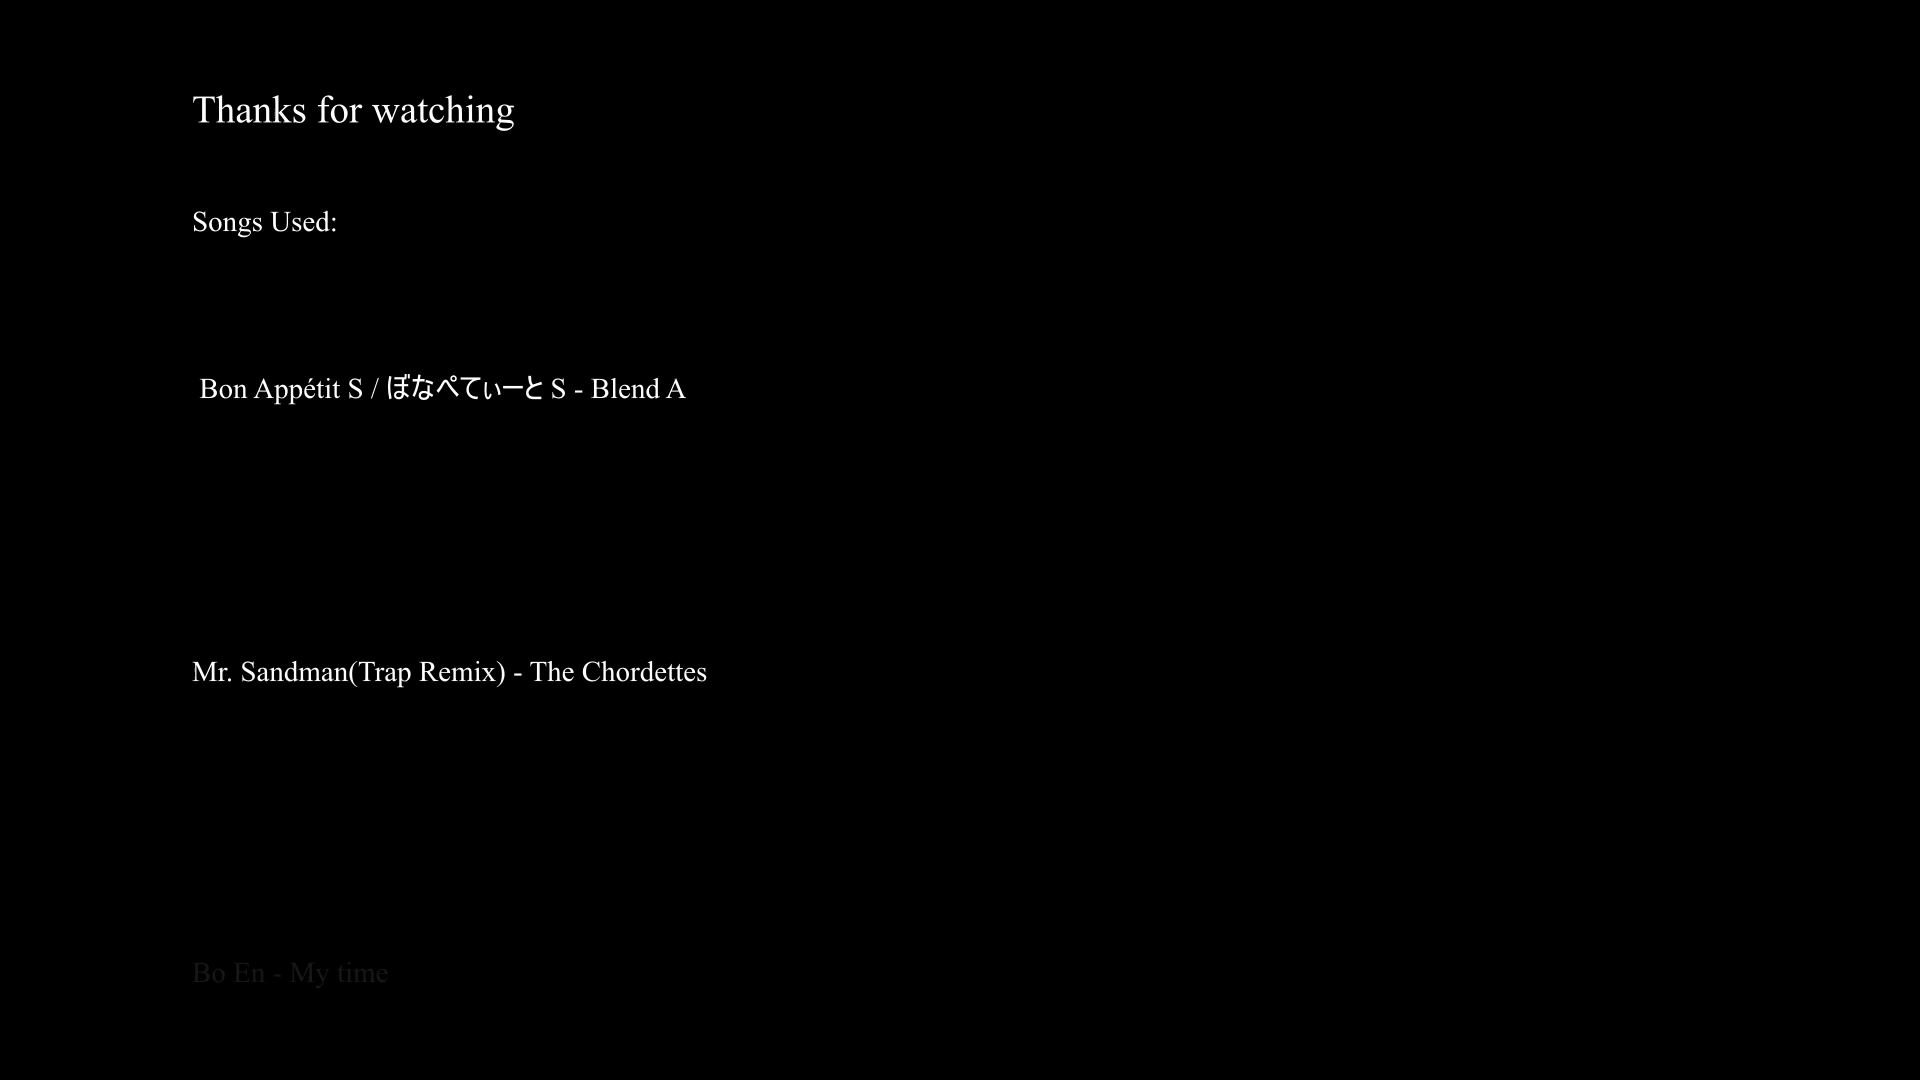 Thanks for watching
Songs Used:
Bon Appétit S / ぼなぺてぃーと S - Blend A
Mr. Sandman(Trap Remix) - The Chordettes
Bo En - My time